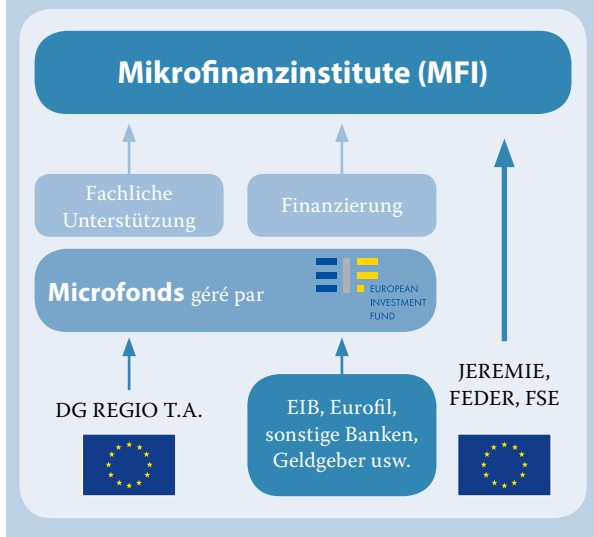 Mikrofinanzinstitute (MFI)
Fachliche
Unterstützung
Finanzierung
Microfonds géré par
EUROPEAN
INVESTMENT
FUND
DG REGIO T.A.
EIB, Eurofil,
sonstige Banken,
Geldgeber usw.
JEREMIE,
FEDER, FSE